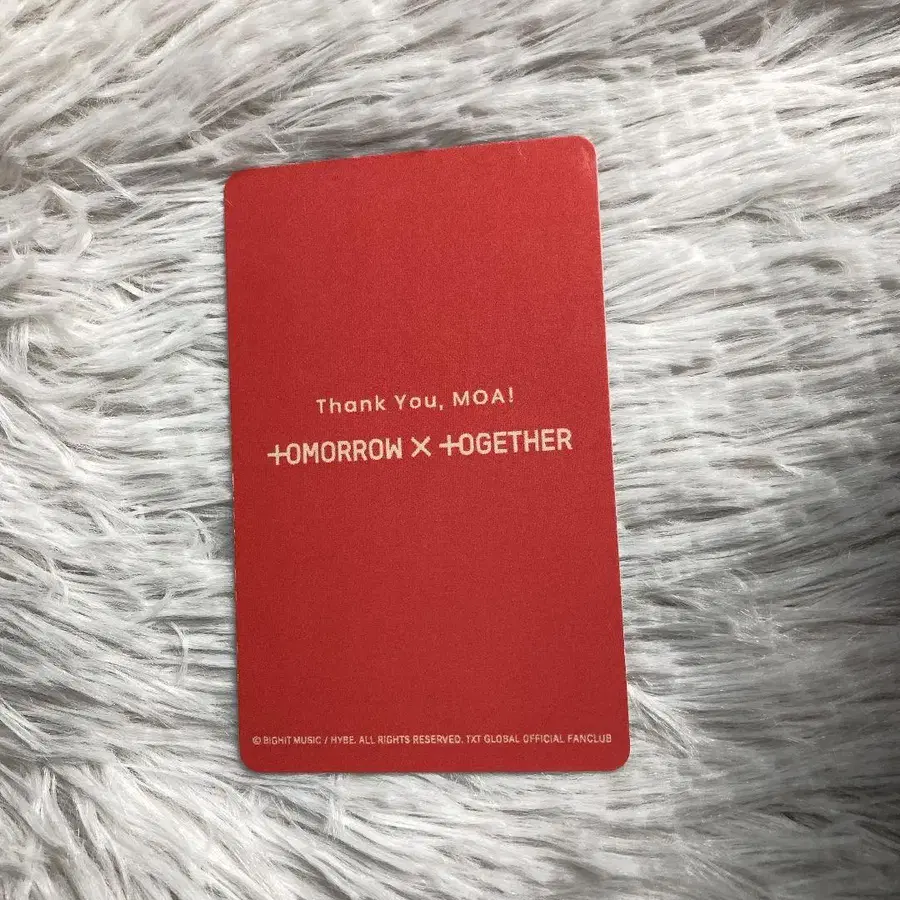 Thank You, MOA!
TOMORROW X TOGETHER
© BIGHIT MUSIC / HYBE. ALL RIGHTS RESERVED. TXT GLOBAL OFFICIAL FANCLUB